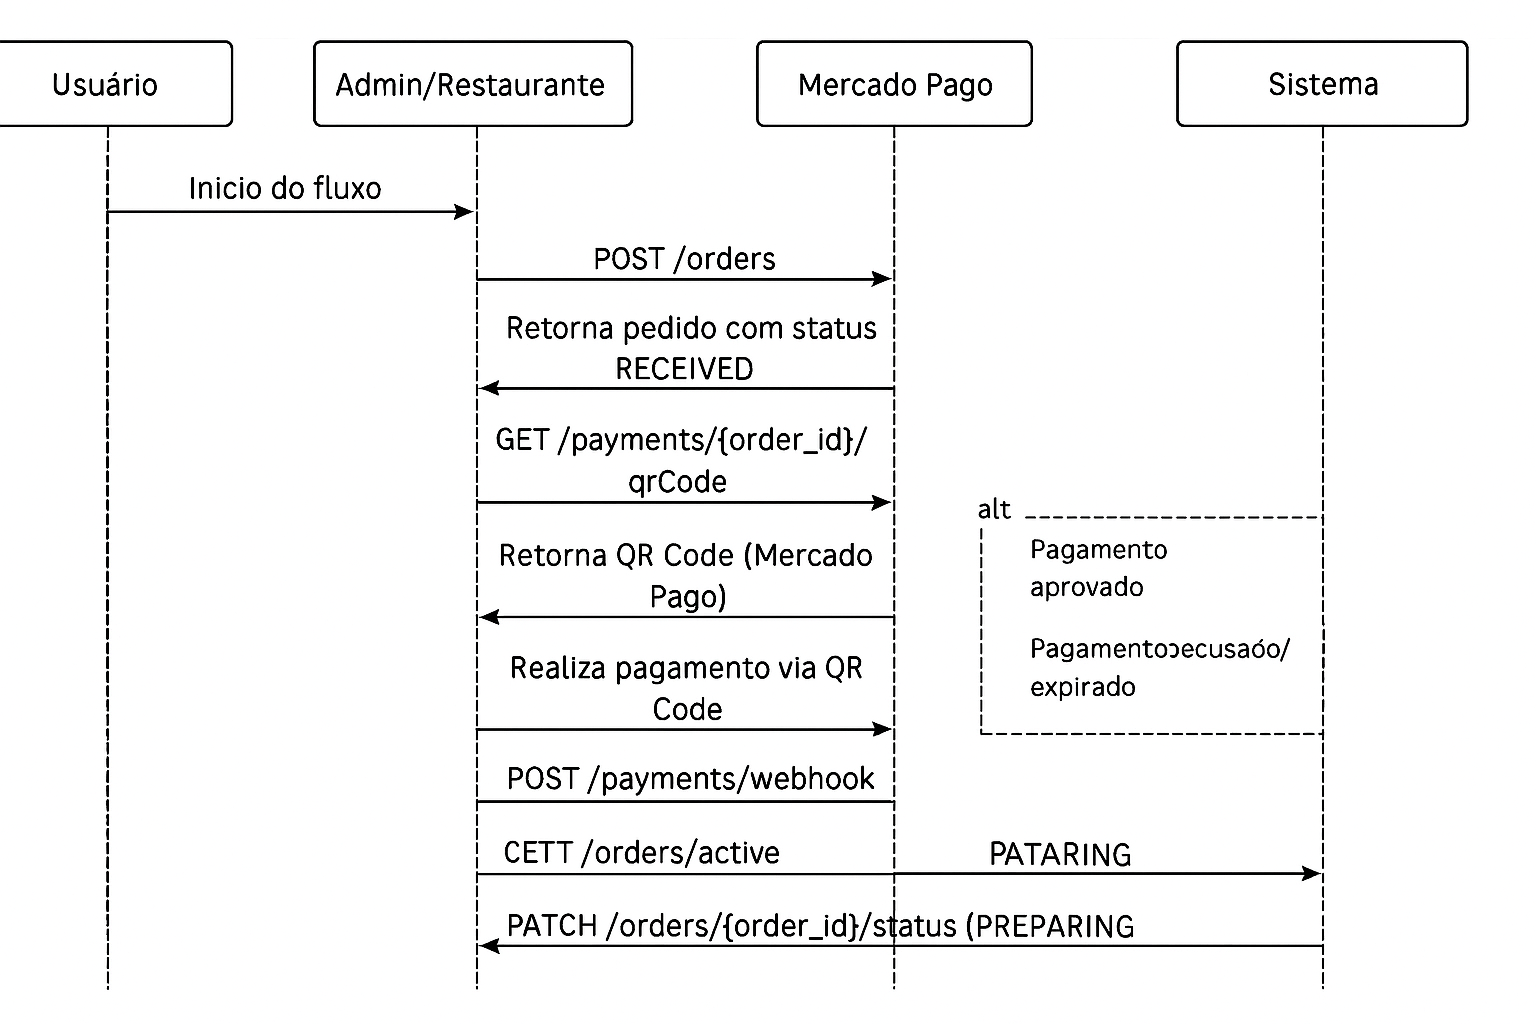 Usuário
Admin/Restaurante
Mercado Pago
Sistema
Inicio do fluxo
POST /orders
Retorna pedido com status
RECEIVED
GET /payments/{order_id}/
qrCode
Retorna QR Code (Mercado
Pago)
Realiza pagamento via QR
Code
alt
Pagamento
aprovado
expirado
POST /payments/webhook
CETT /orders/active
PATARING
PATCH /orders/{order_id}/status (PREPARING